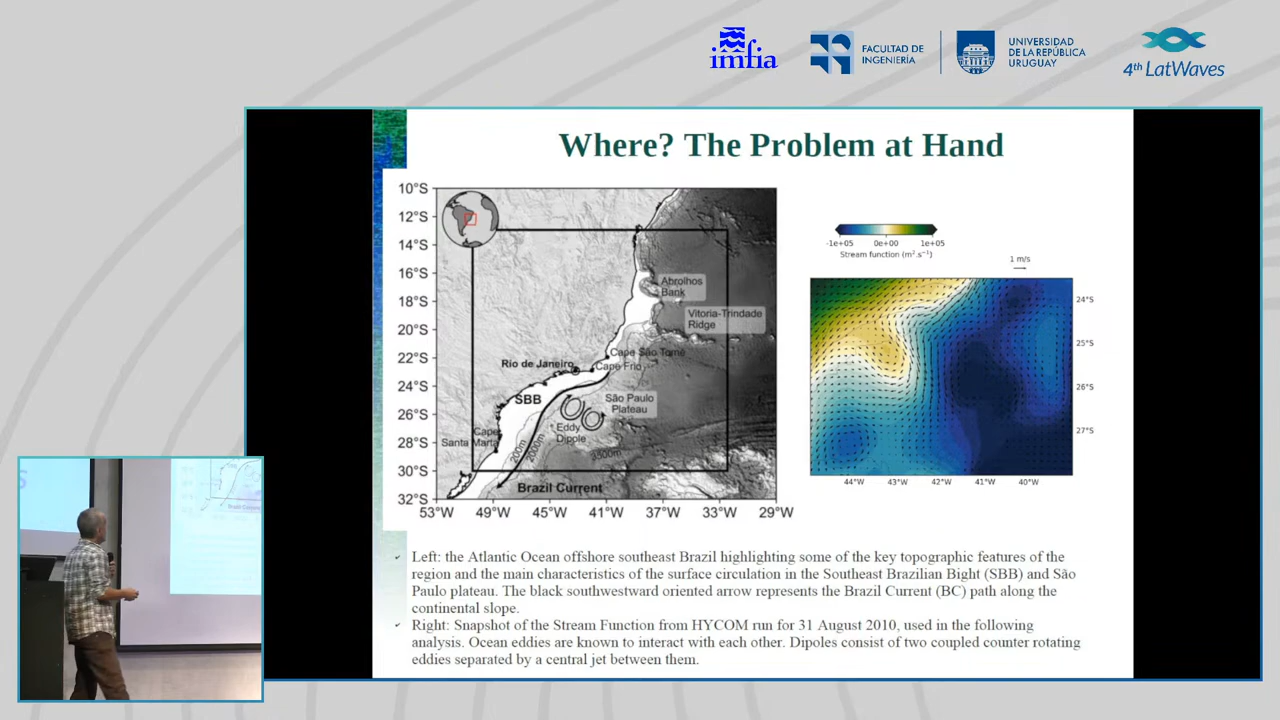 imfia
FACULTAD DE
INGENIERÍA
UNIVERSIDAD
DE LA REPÚBLICA
URUGUAY
4th LatWaves
Where? The Problem at Hand
10°S
12°S
14°S
16°S
18°S
20°S
22°S
24°S
26°S
28°S
30°S
32°S
53°W 49°W 45°W 41°W 37°W 33°W 29°W
Abrolhos
Bank
Vitoria-Trindade
Ridge
Cape São Tomé
Rio de Janeiro
Cape Frio
SBB
São Paulo
Plateau
Eddy
Dipole
Cape
Santa Marta
200m
2000m
3500m
Brazil Current
-1e+05 0e+00 1e+05
Stream function (m².s⁻¹)
1 m/s
24°S
25°S
26°S
27°S
44°W 43°W 42°W 41°W 40°W
✓ Left: the Atlantic Ocean offshore southeast Brazil highlighting some of the key topographic features of the
region and the main characteristics of the surface circulation in the Southeast Brazilian Bight (SBB) and São
Paulo plateau. The black southwestward oriented arrow represents the Brazil Current (BC) path along the
continental slope.
✓ Right: Snapshot of the Stream Function from HYCOM run for 31 August 2010, used in the following
analysis. Ocean eddies are known to interact with each other. Dipoles consist of two coupled counter rotating
eddies separated by a central jet between them.